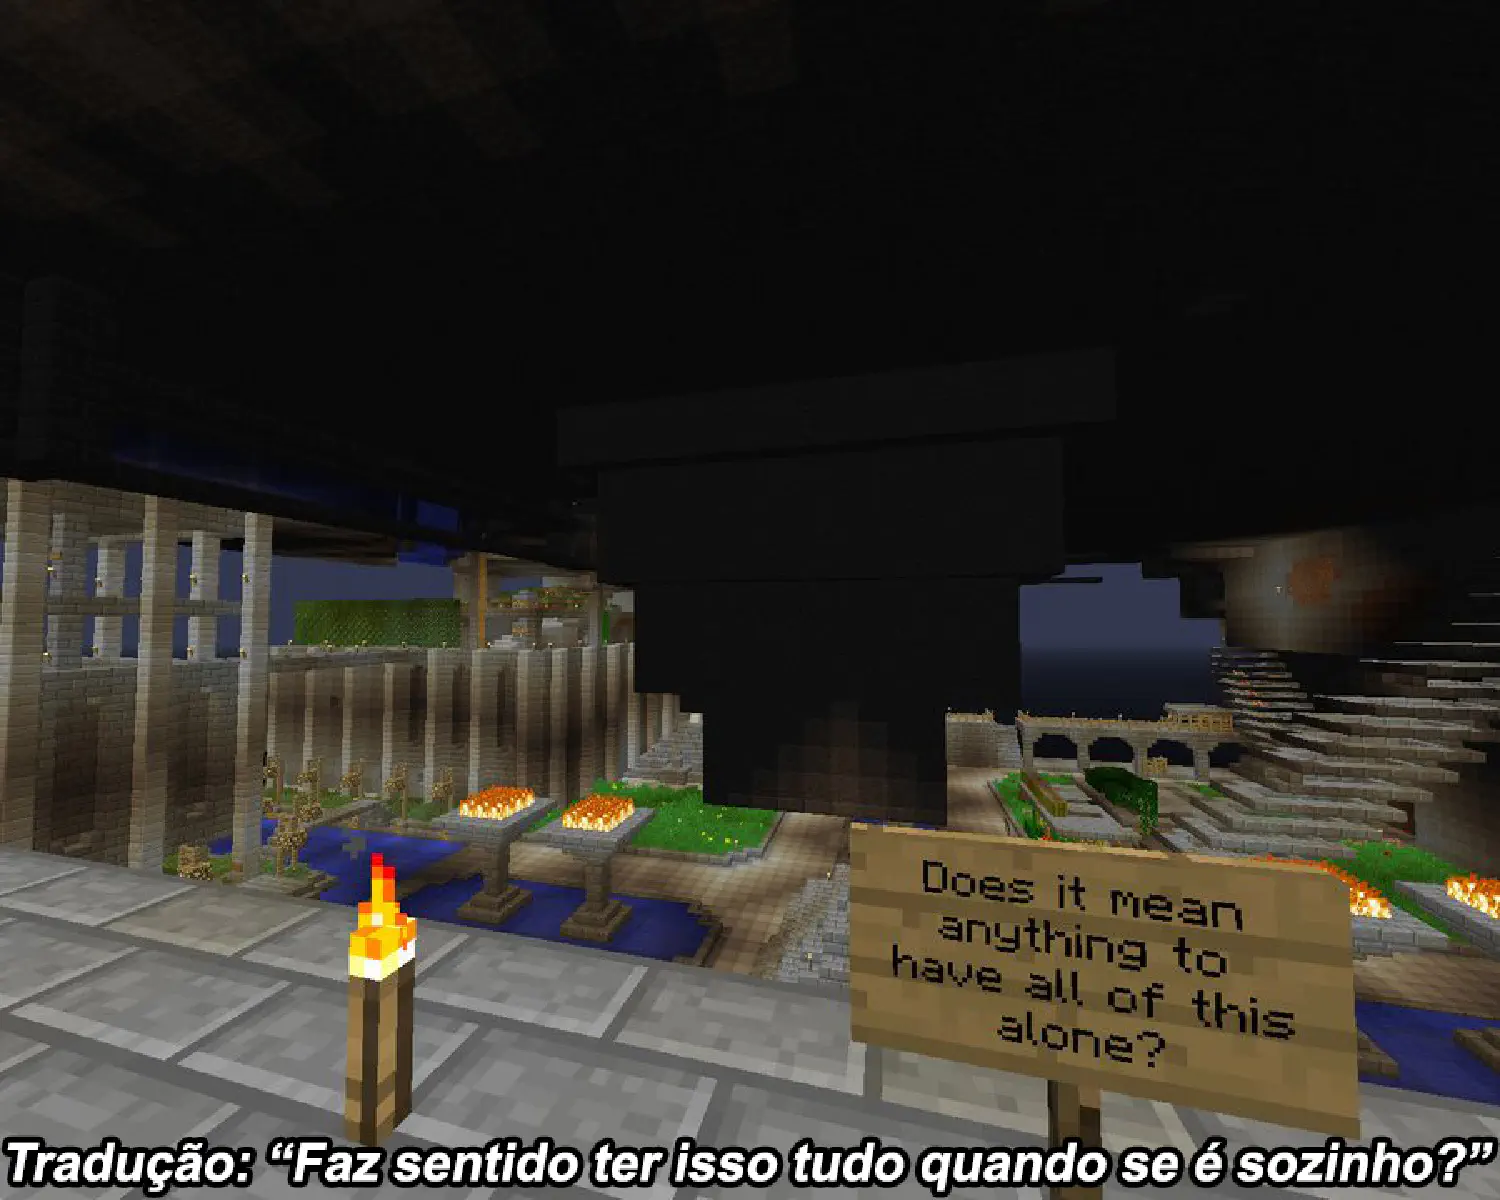 Does it mean
anything to
have all of this
alone?
Tradução: “Faz sentido ter isso tudo quando se é sozinho?”